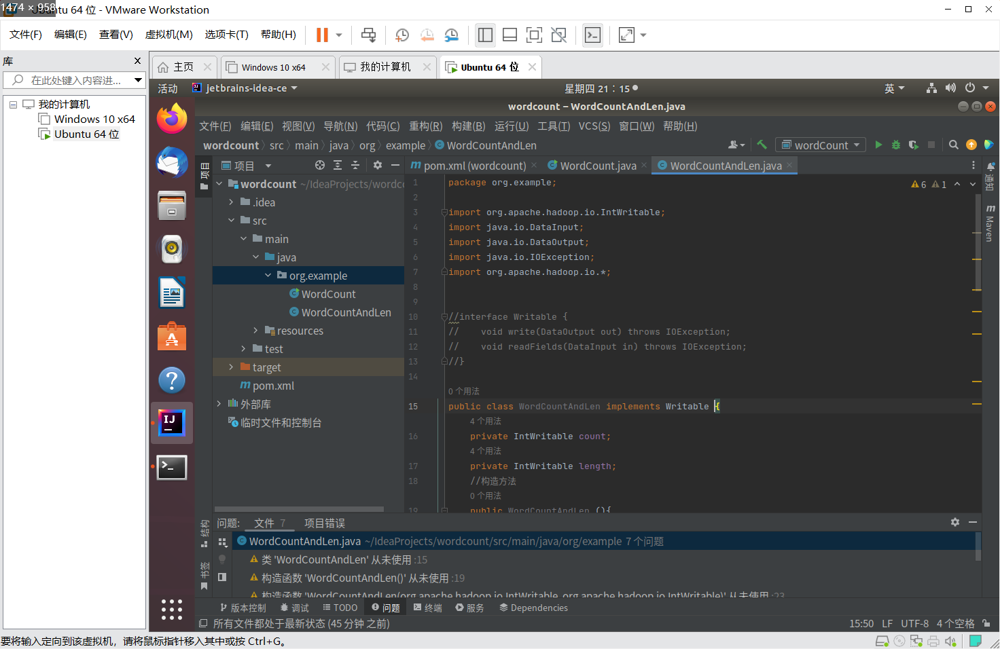 1474 × 958
Ubuntu 64 位 - VMware Workstation
文件(F) 编辑(E) 查看(V) 虚拟机(M) 选项卡(T) 帮助(H)
库
在此处键入内容进...
我的计算机
Windows 10 x64
Ubuntu 64 位
主页 Windows 10 x64 我的计算机 Ubuntu 64 位
活动 jetbrains-idea-ce 星期四 21：15 英
wordcount – WordCountAndLen.java
文件(F) 编辑(E) 视图(V) 导航(N) 代码(C) 重构(R) 构建(B) 运行(U) 工具(T) VCS(S) 窗口(W) 帮助(H)
wordcount src main java org example WordCountAndLen wordCount
项目 项目
pom.xml (wordcount) WordCount.java WordCountAndLen.java
wordcount ~/IdeaProjects/wordc
.idea
src
main
java
org.example
WordCount
WordCountAndLen
resources
test
target
pom.xml
外部库
临时文件和控制台
1 package org.example;
6 1
2
3 import org.apache.hadoop.io.IntWritable;
4 import java.io.DataInput;
5 import java.io.DataOutput;
6 import java.io.IOException;
7 import org.apache.hadoop.io.*;
8
9
10 //interface Writable {
11 // void write(DataOutput out) throws IOException;
12 // void readFields(DataInput in) throws IOException;
13 //}
14
0 个用法
15 public class WordCountAndLen implements Writable {
4 个用法
16 private IntWritable count;
4 个用法
17 private IntWritable length;
18 //构造方法
0 个用法
19 public WordCountAndLen (){
通知
Maven
结构
书签
问题: 文件 7 项目错误
WordCountAndLen.java ~/IdeaProjects/wordcount/src/main/java/org/example 7 个问题
类 'WordCountAndLen' 从未使用 :15
构造函数 'WordCountAndLen()' 从未使用 :19
构造函数 'WordCountAndLen(org.apache.hadoop.io.IntWritable, org.apache.hadoop.io.IntWritable)' 从未使用 :23
版本控制 调试 TODO 问题 终端 服务 Dependencies
所有文件都处于最新状态 (45 分钟 之前) 15:50 LF UTF-8 4 个空格
要将输入定向到该虚拟机，请将鼠标指针移入其中或按 Ctrl+G。